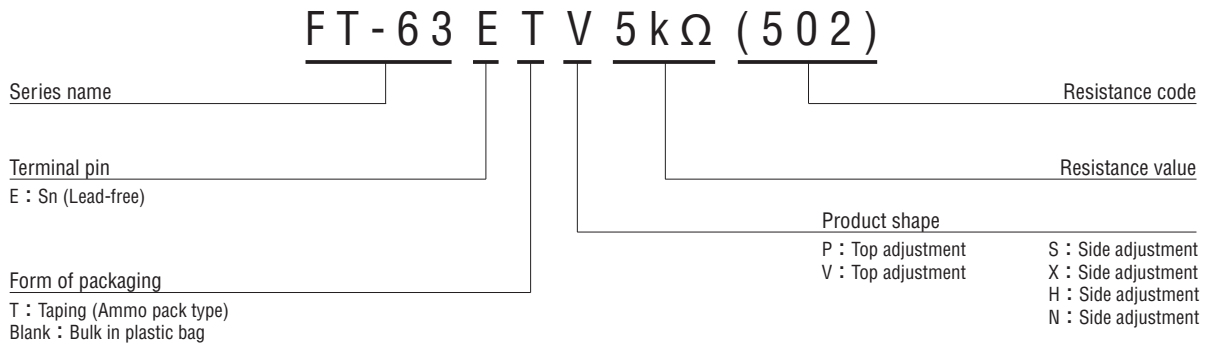 FT-63 E T V 5kΩ (502)
Series name
Resistance code
Terminal pin
E：Sn (Lead-free)
Resistance value
Product shape
P：Top adjustment
V：Top adjustment
S：Side adjustment
X：Side adjustment
H：Side adjustment
N：Side adjustment
Form of packaging
T：Taping (Ammo pack type)
Blank：Bulk in plastic bag